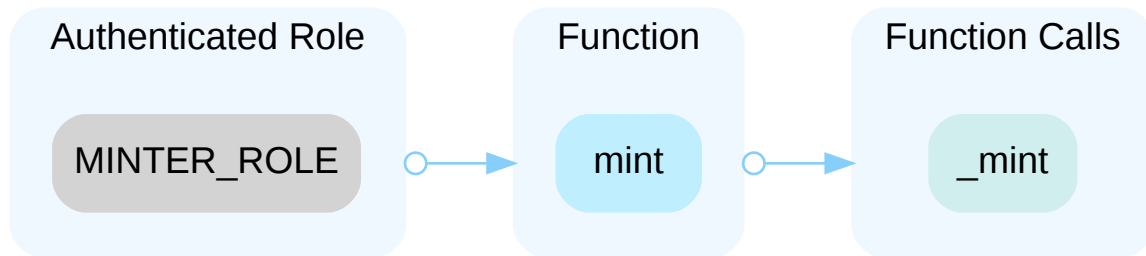 Authenticated Role
Function
Function Calls
MINTER_ROLE
mint
_mint